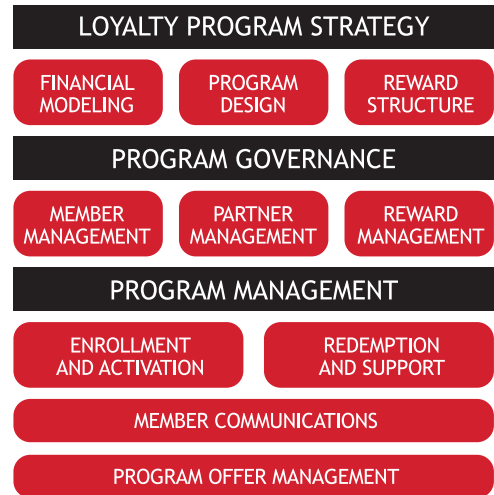 LOYALTY PROGRAM STRATEGY
FINANCIAL
MODELING
PROGRAM
DESIGN
REWARD
STRUCTURE
PROGRAM GOVERNANCE
MEMBER
MANAGEMENT
PARTNER
MANAGEMENT
REWARD
MANAGEMENT
PROGRAM MANAGEMENT
ENROLLMENT
AND ACTIVATION
REDEMPTION
AND SUPPORT
MEMBER COMMUNICATIONS
PROGRAM OFFER MANAGEMENT